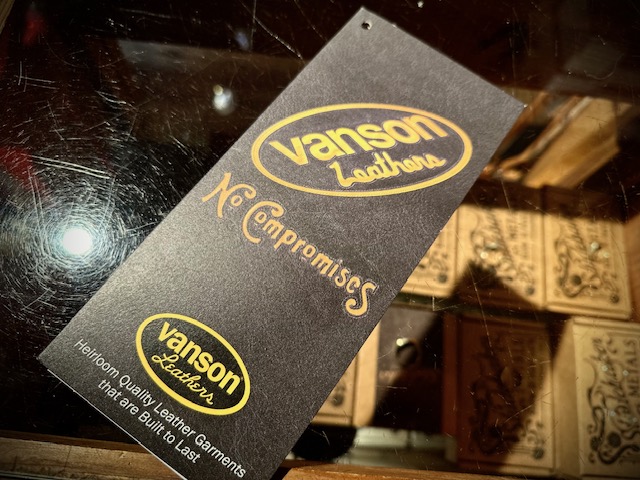 vanson
Leathers
No Compromises
vanson
Leathers
Heirloom Quality Leather Garments
that are Built to Last